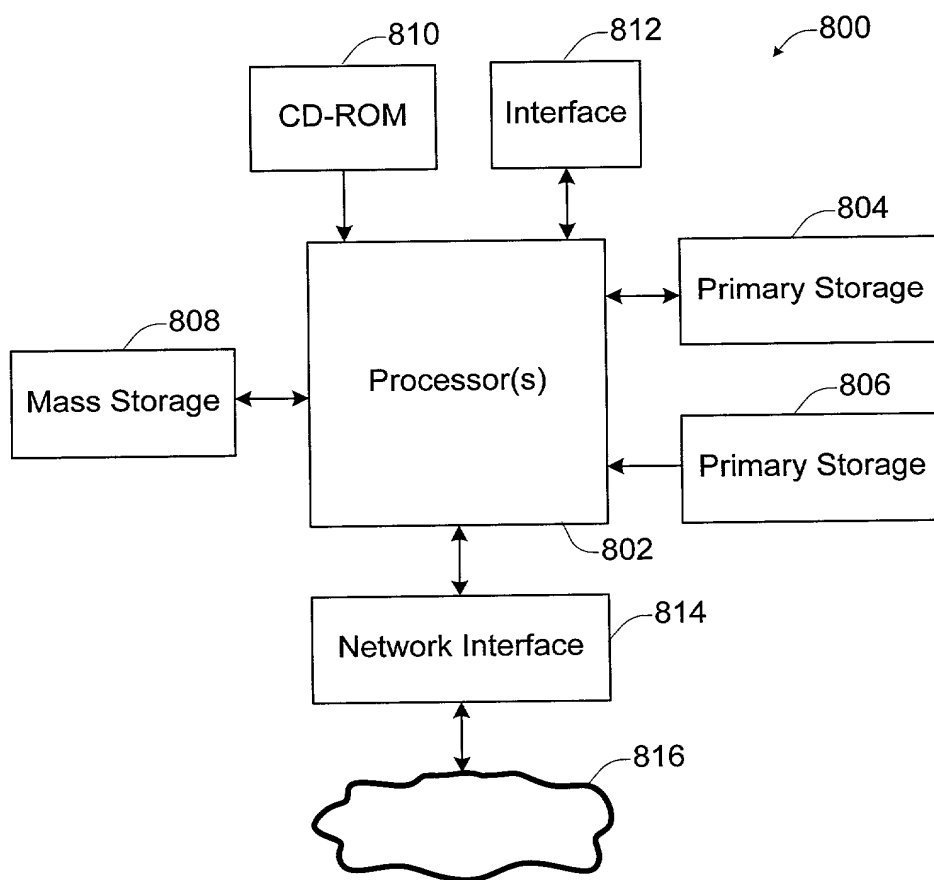 810
812
800
CD-ROM
Interface
804
Primary Storage
808
Mass Storage
Processor(s)
806
Primary Storage
802
814
Network Interface
816